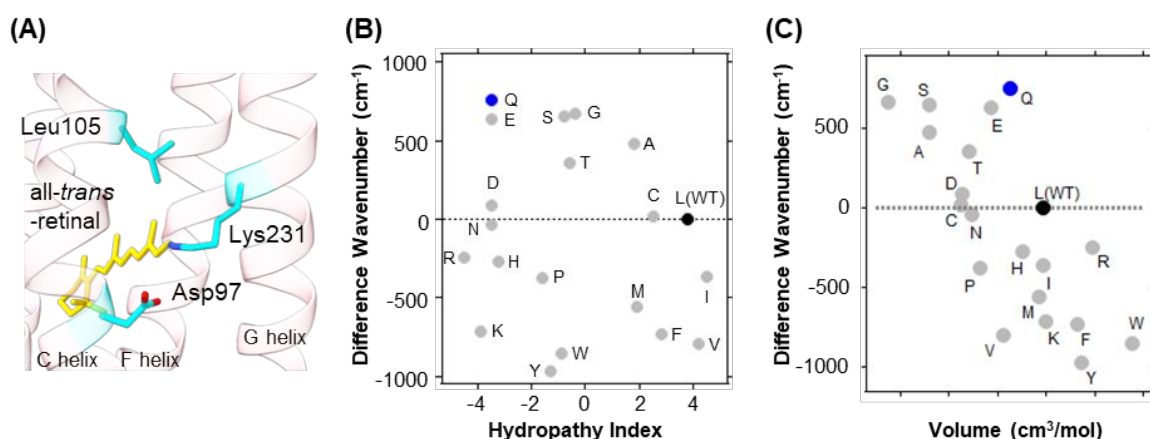 (A)
Leu105
all-trans
-retinal
Lys231
Asp97
C helix
F helix
G helix
(B)
Difference Wavenumber (cm-1)
1000
500
0
-500
-1000
Q
E
S
G
T
A
D
C
L(WT)
N
R
H
P
M
I
K
F
V
W
Y
-4
-2
0
2
4
Hydropathy Index
(C)
Difference Wavenumber (cm-1)
500
0
-500
-1000
G
S
Q
E
A
T
D
L(WT)
C
N
P
H
I
R
M
V
K
F
W
Y
Volume (cm3/mol)